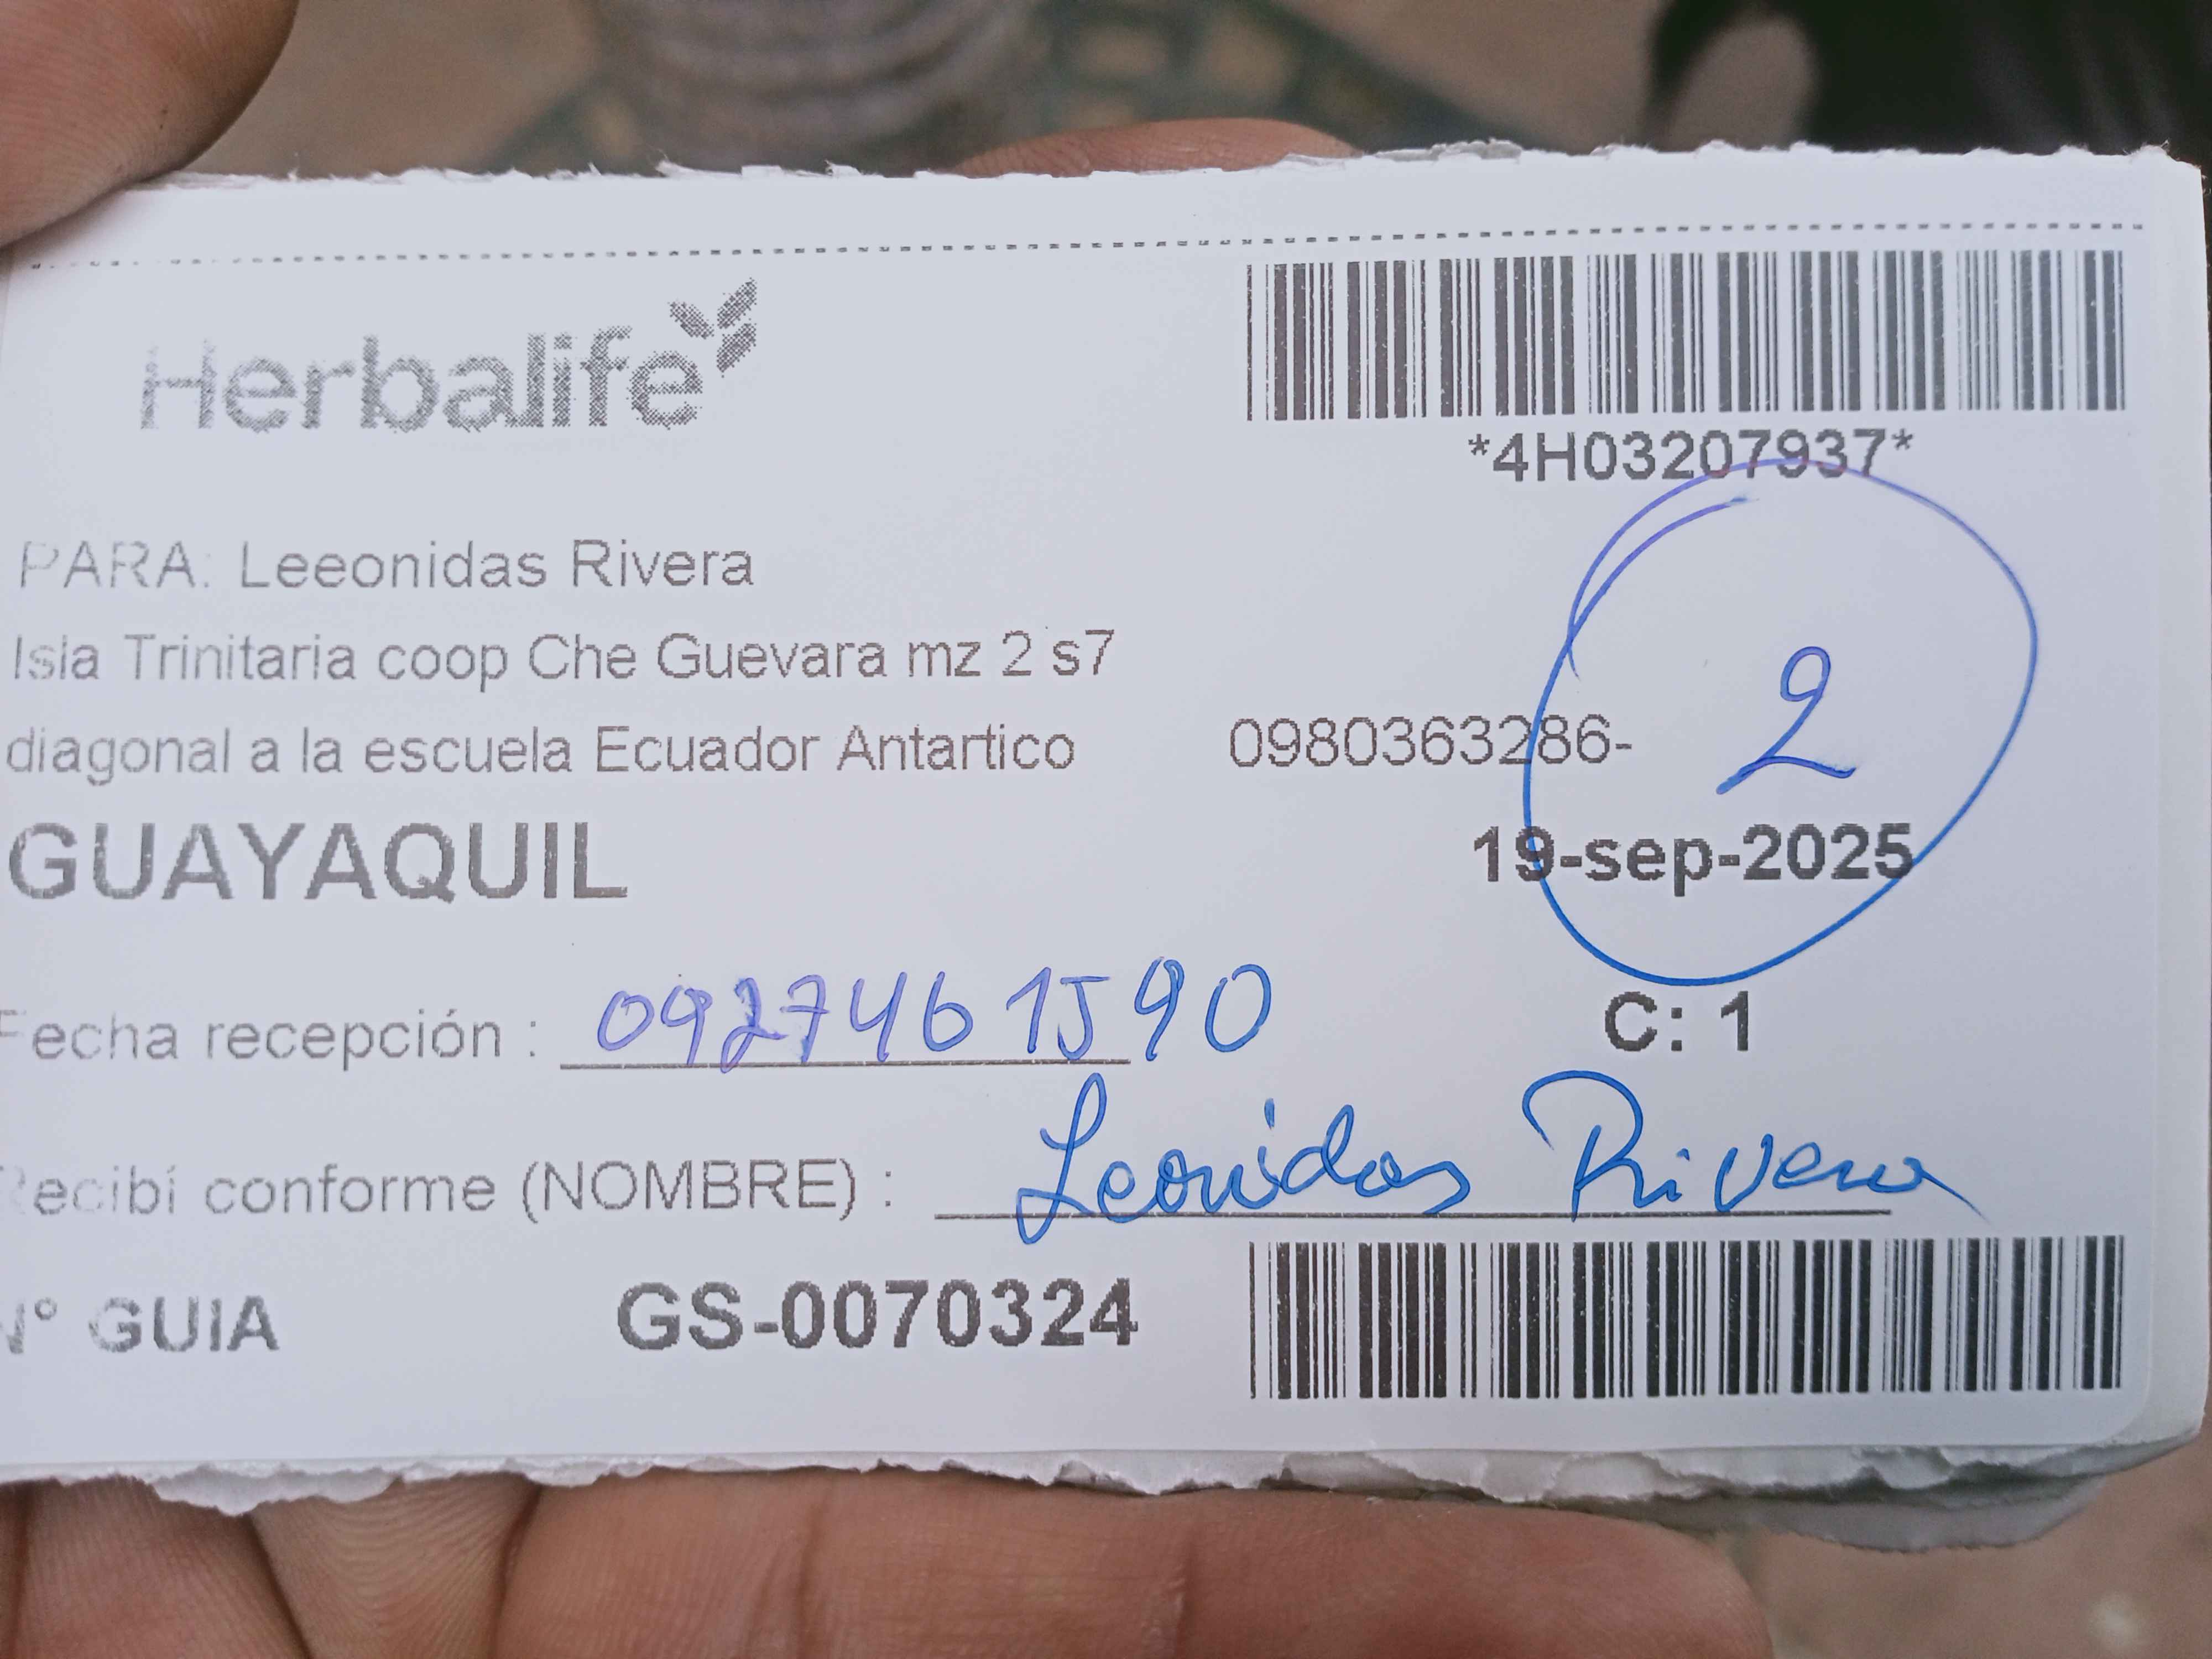 Herbalife
*4H03207937*
PARA: Leeonidas Rivera
Isla Trinitaria coop Che Guevara mz 2 s7
diagonal a la escuela Ecuador Antartico 0980363286-
2
GUAYAQUIL 19-sep-2025
Fecha recepción : 0927461590
C: 1
Recibí conforme (NOMBRE) : Leonidas Rivera
N° GUIA GS-0070324